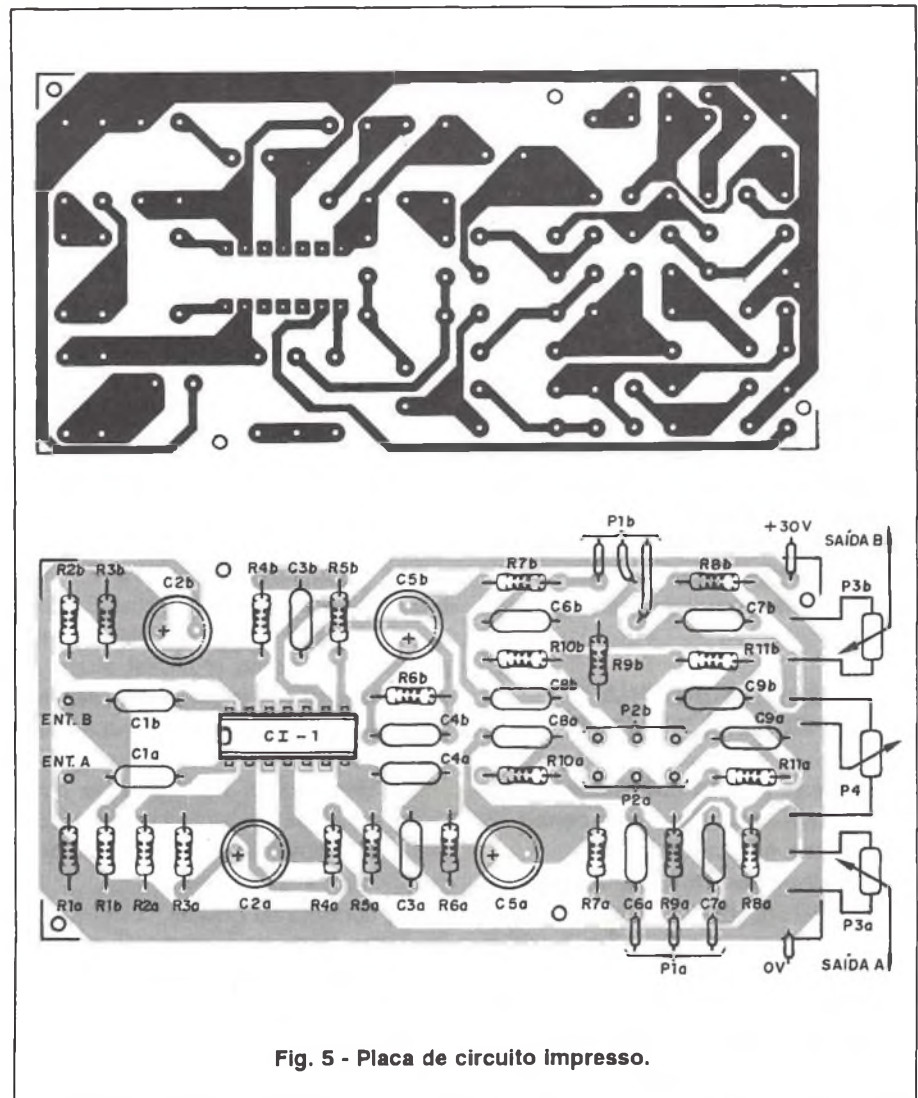 P1b
+30V
SAÍDA B
R2b R3b C2b R4b C3b R5b C5b R7b R8b P3b
C6b C7b
R10b R9b R11b
R6b
ENT. B C1b C8b C9b
CI-1 C4b C8a P2b C9a
ENT. A C1a C4a R10a R11a
P2a P4
R1a R1b R2a R3a C2a R4a R5a C3a R6a C5a R7a C6a R9a C7a R8a P3a
P1a 0V SAÍDA A
Fig. 5 - Placa de circuito impresso.